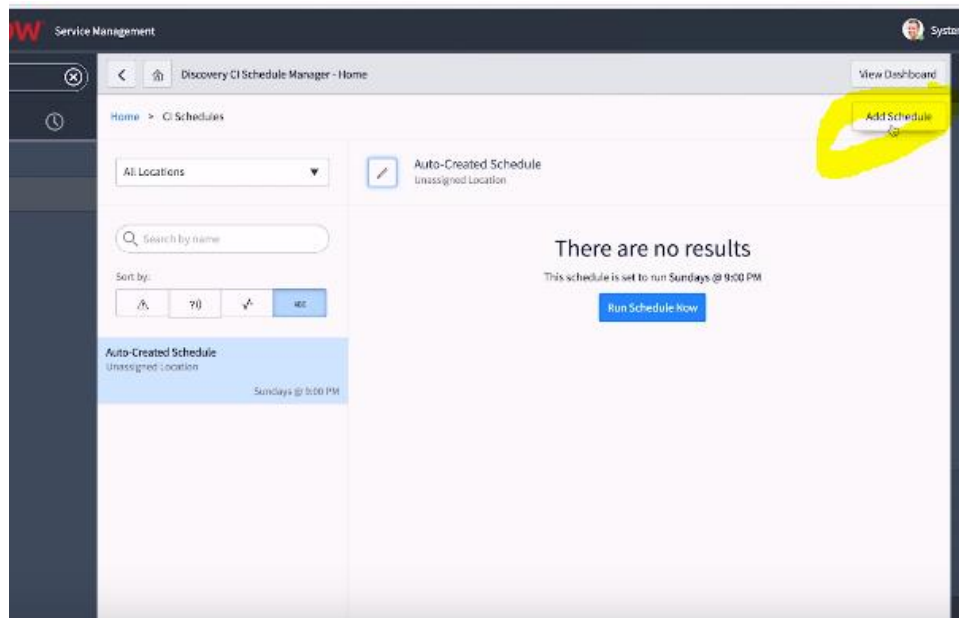 OW Service Management
System
Discovery CI Schedule Manager - Home
View Dashboard
Home > CI Schedules
Add Schedule
All Locations
Auto-Created Schedule
Unassigned Location
Search by name
Sort by:
There are no results
This schedule is set to run Sundays @ 9:00 PM
Run Schedule Now
Auto-Created Schedule
Unassigned Location
Sundays @ 9:00 PM